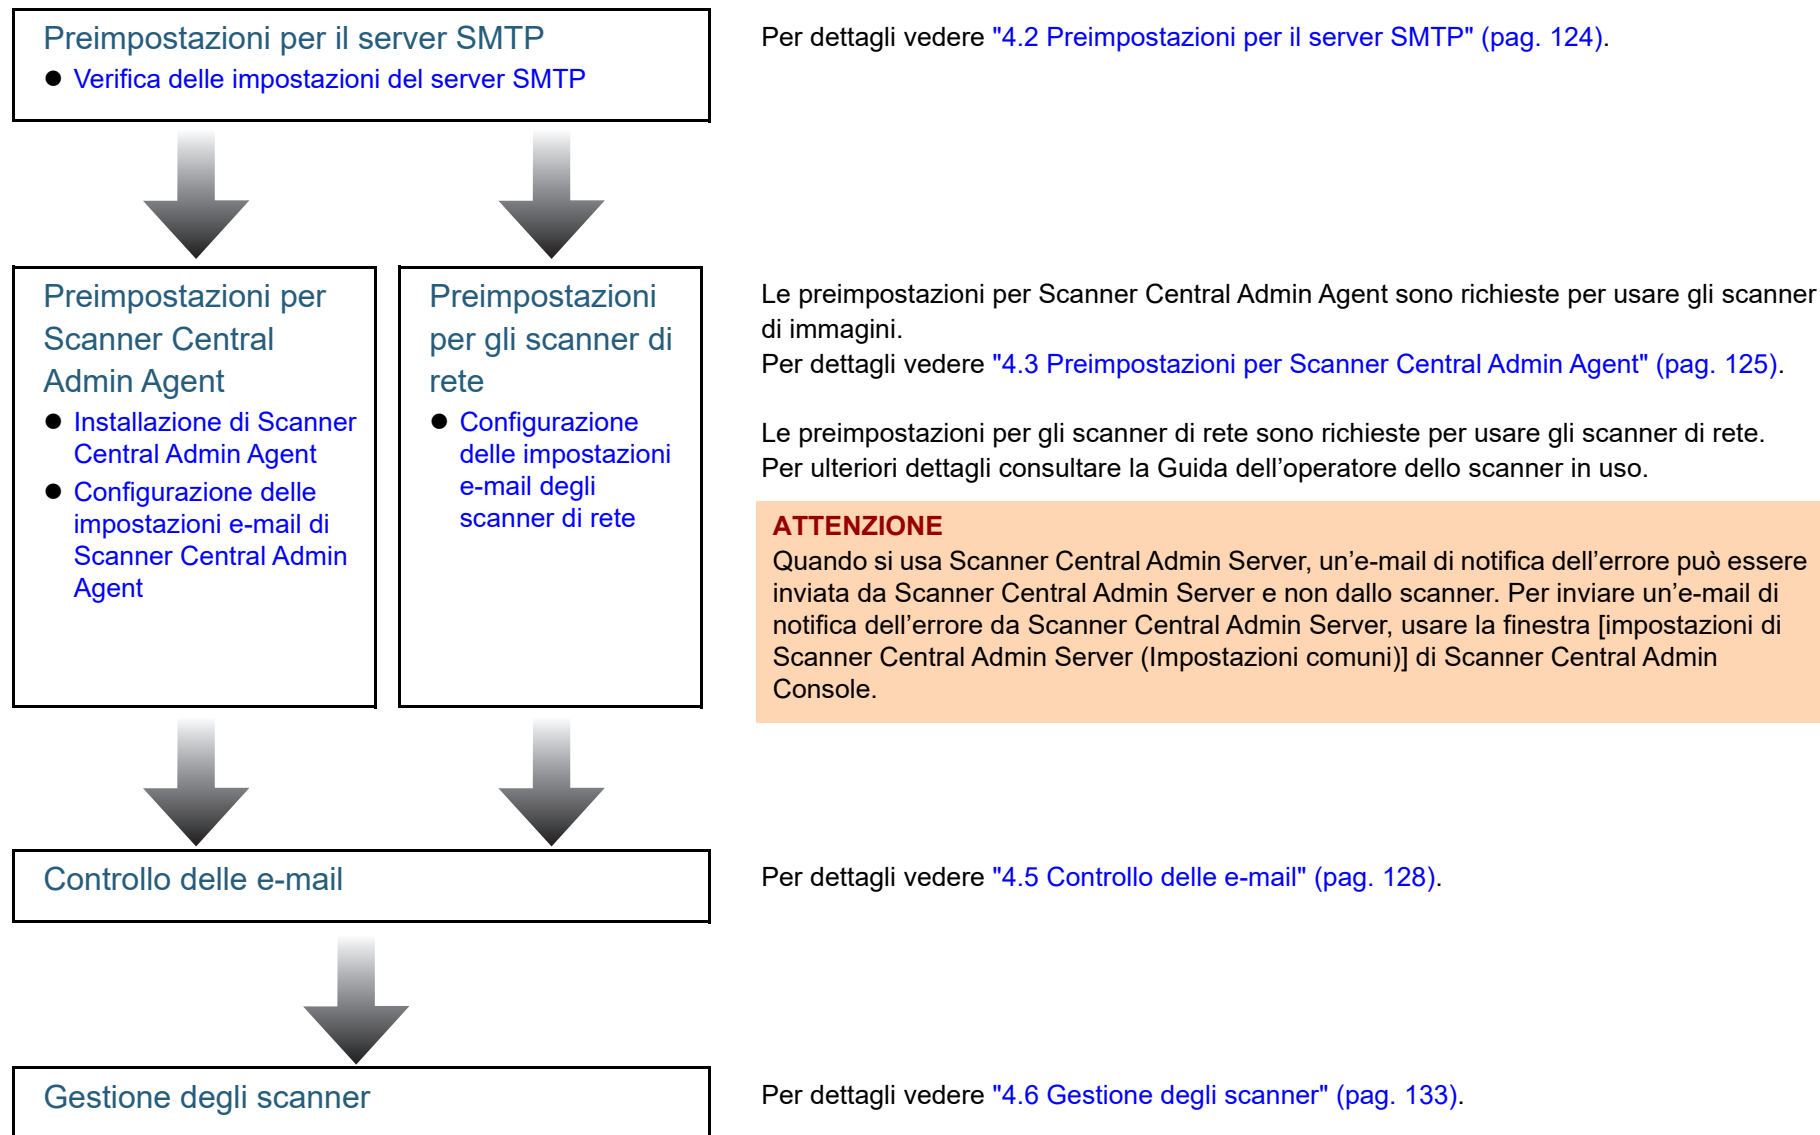 Preimpostazioni per il server SMTP
● Verifica delle impostazioni del server SMTP
Per dettagli vedere "4.2 Preimpostazioni per il server SMTP" (pag. 124).
Preimpostazioni per
Scanner Central
Admin Agent
● Installazione di Scanner
Central Admin Agent
● Configurazione delle
impostazioni e-mail di
Scanner Central Admin
Agent
Preimpostazioni
per gli scanner di
rete
● Configurazione
delle impostazioni
e-mail degli
scanner di rete
Le preimpostazioni per Scanner Central Admin Agent sono richieste per usare gli scanner
di immagini.
Per dettagli vedere "4.3 Preimpostazioni per Scanner Central Admin Agent" (pag. 125).
Le preimpostazioni per gli scanner di rete sono richieste per usare gli scanner di rete.
Per ulteriori dettagli consultare la Guida dell’operatore dello scanner in uso.
ATTENZIONE
Quando si usa Scanner Central Admin Server, un’e-mail di notifica dell’errore può essere
inviata da Scanner Central Admin Server e non dallo scanner. Per inviare un’e-mail di
notifica dell’errore da Scanner Central Admin Server, usare la finestra [impostazioni di
Scanner Central Admin Server (Impostazioni comuni)] di Scanner Central Admin
Console.
Controllo delle e-mail
Per dettagli vedere "4.5 Controllo delle e-mail" (pag. 128).
Gestione degli scanner
Per dettagli vedere "4.6 Gestione degli scanner" (pag. 133).